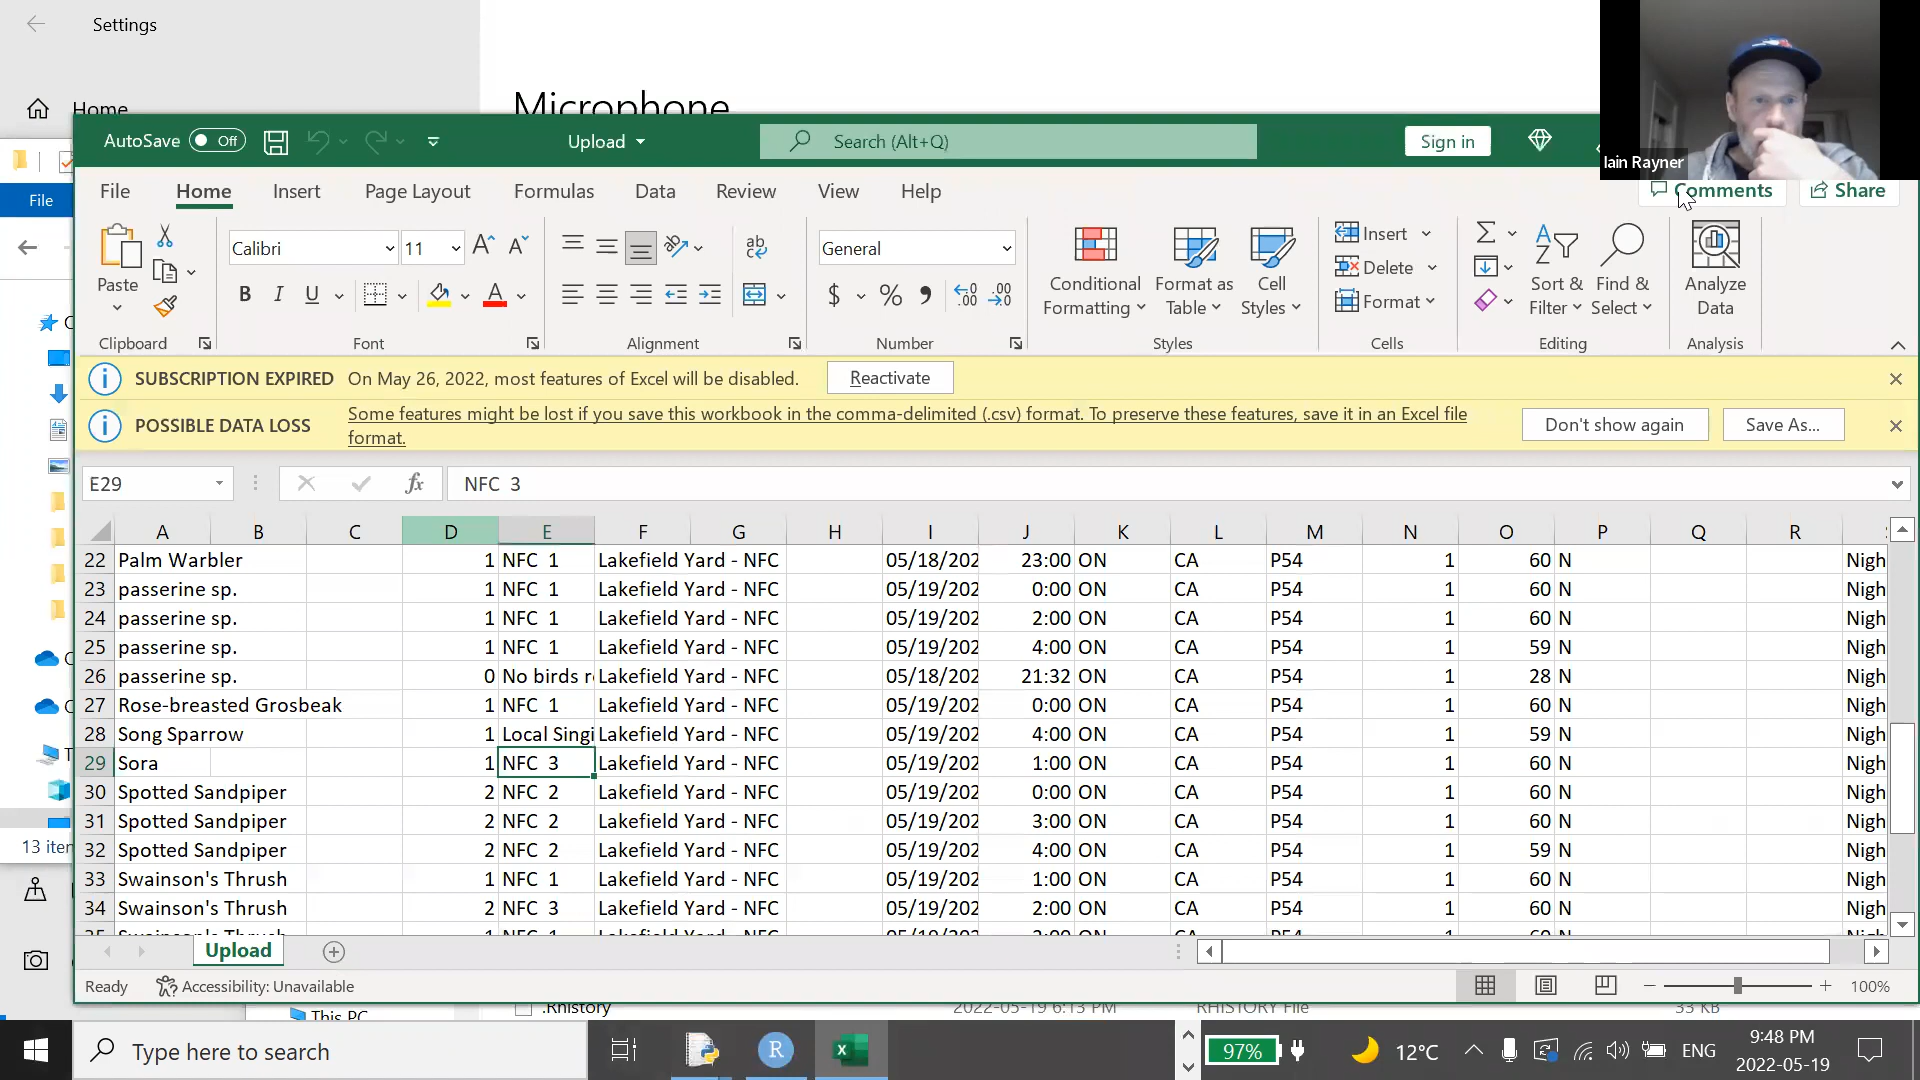 Settings
Home
Microphone
AutoSave Off
Upload
Search (Alt+Q)
Sign in
Iain Rayner
File
File Home Insert Page Layout Formulas Data Review View Help
Comments Share
Paste
Calibri 11
B I U
General
Conditional Formatting
Format as Table
Cell Styles
Insert
Delete
Format
Sort & Filter
Find & Select
Analyze Data
Clipboard Font Alignment Number Styles Cells Editing Analysis
SUBSCRIPTION EXPIRED On May 26, 2022, most features of Excel will be disabled. Reactivate
POSSIBLE DATA LOSS Some features might be lost if you save this workbook in the comma-delimited (.csv) format. To preserve these features, save it in an Excel file format. Don't show again Save As...
E29 fx NFC 3
A B C D E F G H I J K L M N O P Q R
22 Palm Warbler 1 NFC 1 Lakefield Yard - NFC 05/18/202 23:00 ON CA P54 1 60 N Nigh
23 passerine sp. 1 NFC 1 Lakefield Yard - NFC 05/19/202 0:00 ON CA P54 1 60 N Nigh
24 passerine sp. 1 NFC 1 Lakefield Yard - NFC 05/19/202 2:00 ON CA P54 1 60 N Nigh
25 passerine sp. 1 NFC 1 Lakefield Yard - NFC 05/19/202 4:00 ON CA P54 1 59 N Nigh
26 passerine sp. 0 No birds r Lakefield Yard - NFC 05/18/202 21:32 ON CA P54 1 28 N Nigh
27 Rose-breasted Grosbeak 1 NFC 1 Lakefield Yard - NFC 05/19/202 0:00 ON CA P54 1 60 N Nigh
28 Song Sparrow 1 Local Singi Lakefield Yard - NFC 05/19/202 4:00 ON CA P54 1 59 N Nigh
29 Sora 1 NFC 3 Lakefield Yard - NFC 05/19/202 1:00 ON CA P54 1 60 N Nigh
30 Spotted Sandpiper 2 NFC 2 Lakefield Yard - NFC 05/19/202 0:00 ON CA P54 1 60 N Nigh
31 Spotted Sandpiper 2 NFC 2 Lakefield Yard - NFC 05/19/202 3:00 ON CA P54 1 60 N Nigh
32 Spotted Sandpiper 2 NFC 2 Lakefield Yard - NFC 05/19/202 4:00 ON CA P54 1 59 N Nigh
33 Swainson's Thrush 1 NFC 1 Lakefield Yard - NFC 05/19/202 1:00 ON CA P54 1 60 N Nigh
34 Swainson's Thrush 2 NFC 3 Lakefield Yard - NFC 05/19/202 2:00 ON CA P54 1 60 N Nigh
13 iter
Upload
Ready Accessibility: Unavailable 100%
This PC .Rhistory 2022-05-19 6:13 PM RHISTORY File 33 KB
Type here to search
R
97% 12°C ENG
9:48 PM
2022-05-19